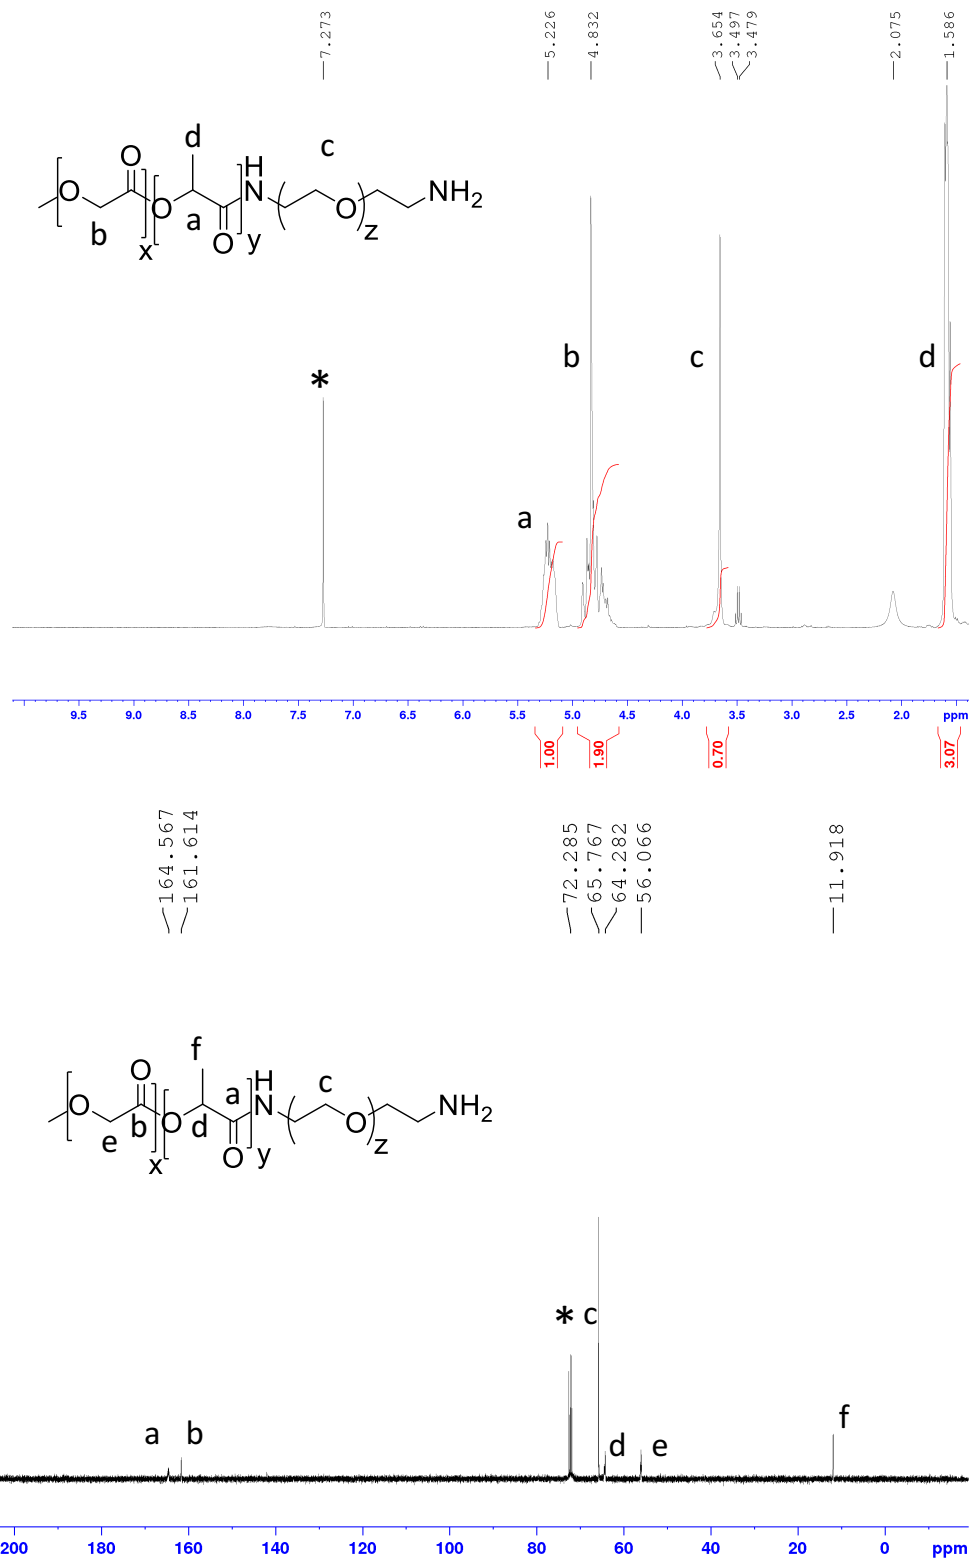 7.273
5.226
4.832
3.654
3.497
3.479
2.075
1.586
d
O
H
N
c
O
b
O
a
O
x
y
O
z
NH2
*
a
b
c
d
9.5 9.0 8.5 8.0 7.5 7.0 6.5 6.0 5.5 5.0 4.5 4.0 3.5 3.0 2.5 2.0 ppm
1.00
1.90
0.70
3.07
164.567
161.614
72.285
65.767
64.282
56.066
11.918
f
O
a
H
N
c
O
e
b
O
d
O
x
y
O
z
NH2
* c
a b
d e
f
200 180 160 140 120 100 80 60 40 20 0 ppm